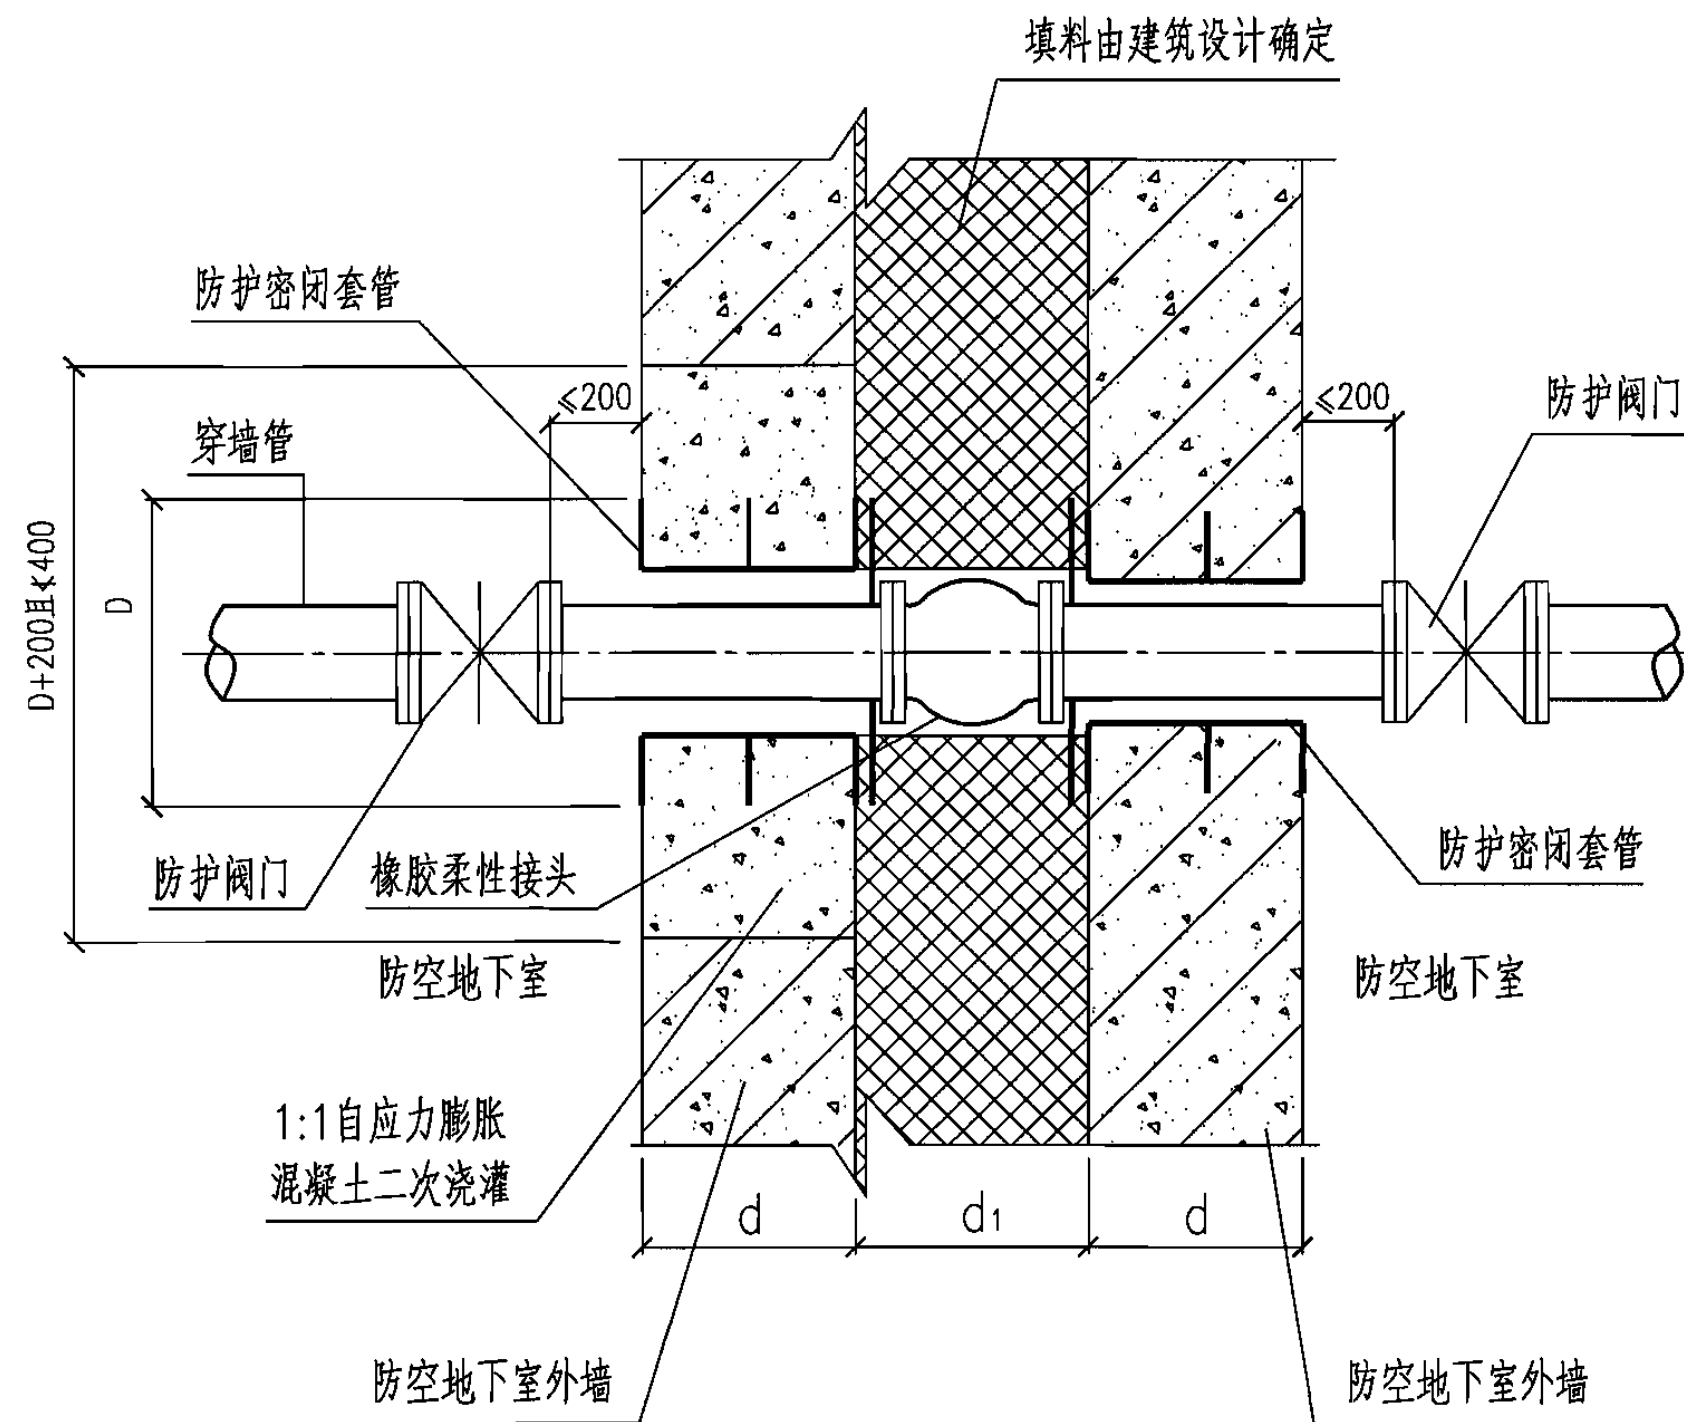 填料由建筑设计确定
防护密闭套管
≤200
≤200
防护阀门
穿墙管
D+200且≮400
D
防护阀门
橡胶柔性接头
防护密闭套管
防空地下室
防空地下室
1:1自应力膨胀
混凝土二次浇灌
d
d1
d
防空地下室外墙
防空地下室外墙